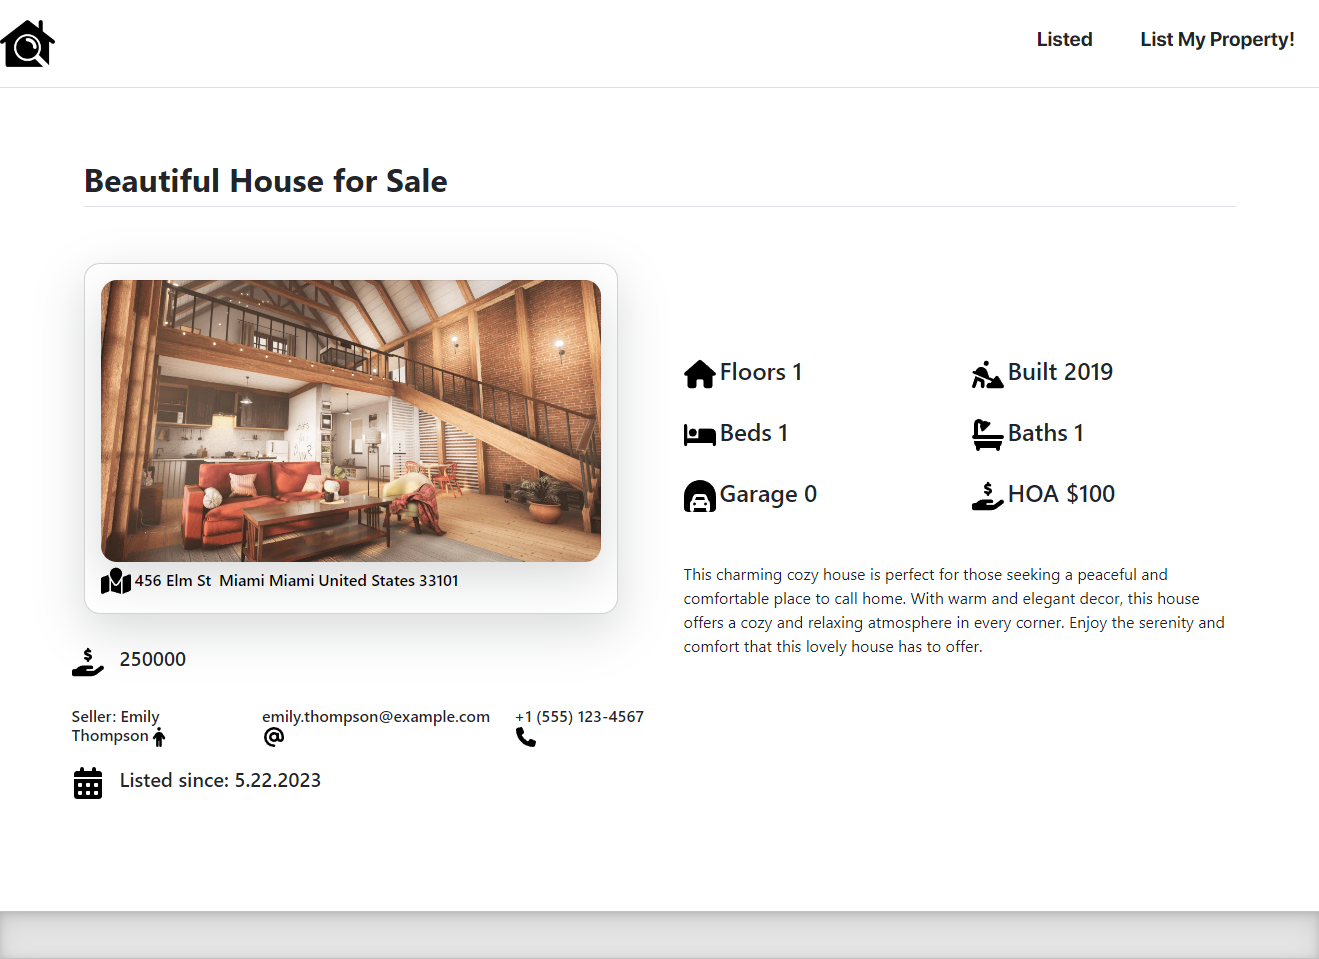 Listed
List My Property!
Beautiful House for Sale
456 Elm St  Miami Miami United States 33101
250000
Seller: Emily
Thompson
emily.thompson@example.com
+1 (555) 123-4567
Listed since: 5.22.2023
Floors 1
Built 2019
Beds 1
Baths 1
Garage 0
HOA $100
This charming cozy house is perfect for those seeking a peaceful and
comfortable place to call home. With warm and elegant decor, this house
offers a cozy and relaxing atmosphere in every corner. Enjoy the serenity and
comfort that this lovely house has to offer.